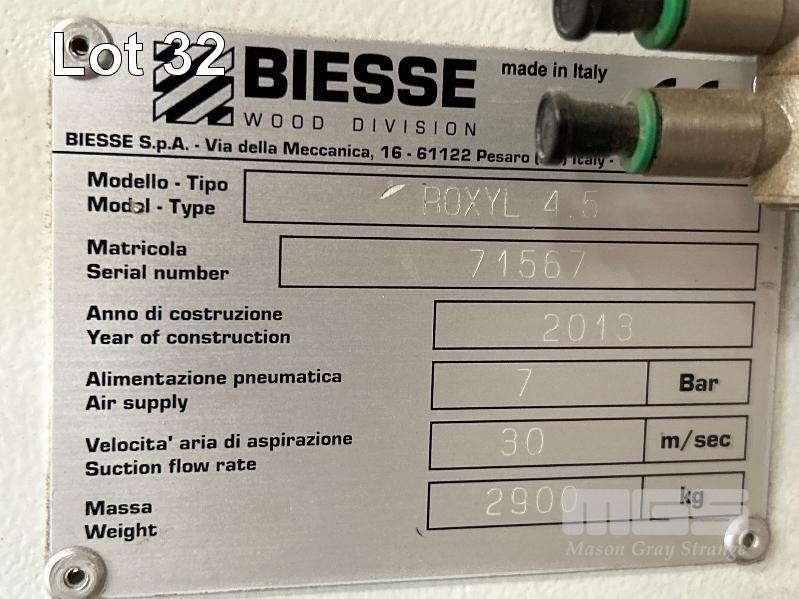 Lot 32
BIESSE
made in Italy
WOOD DIVISION
BIESSE S.p.A. - Via della Meccanica, 16 - 61122 Pesaro Italy -
Modello - Tipo
Model - Type
ROXYL 4.5
Matricola
Serial number
71567
Anno di costruzione
Year of construction
2013
Alimentazione pneumatica
Air supply
7 Bar
Velocita' aria di aspirazione
Suction flow rate
30 m/sec
Massa
Weight
2900 kg
MGS
Mason Gray Strange